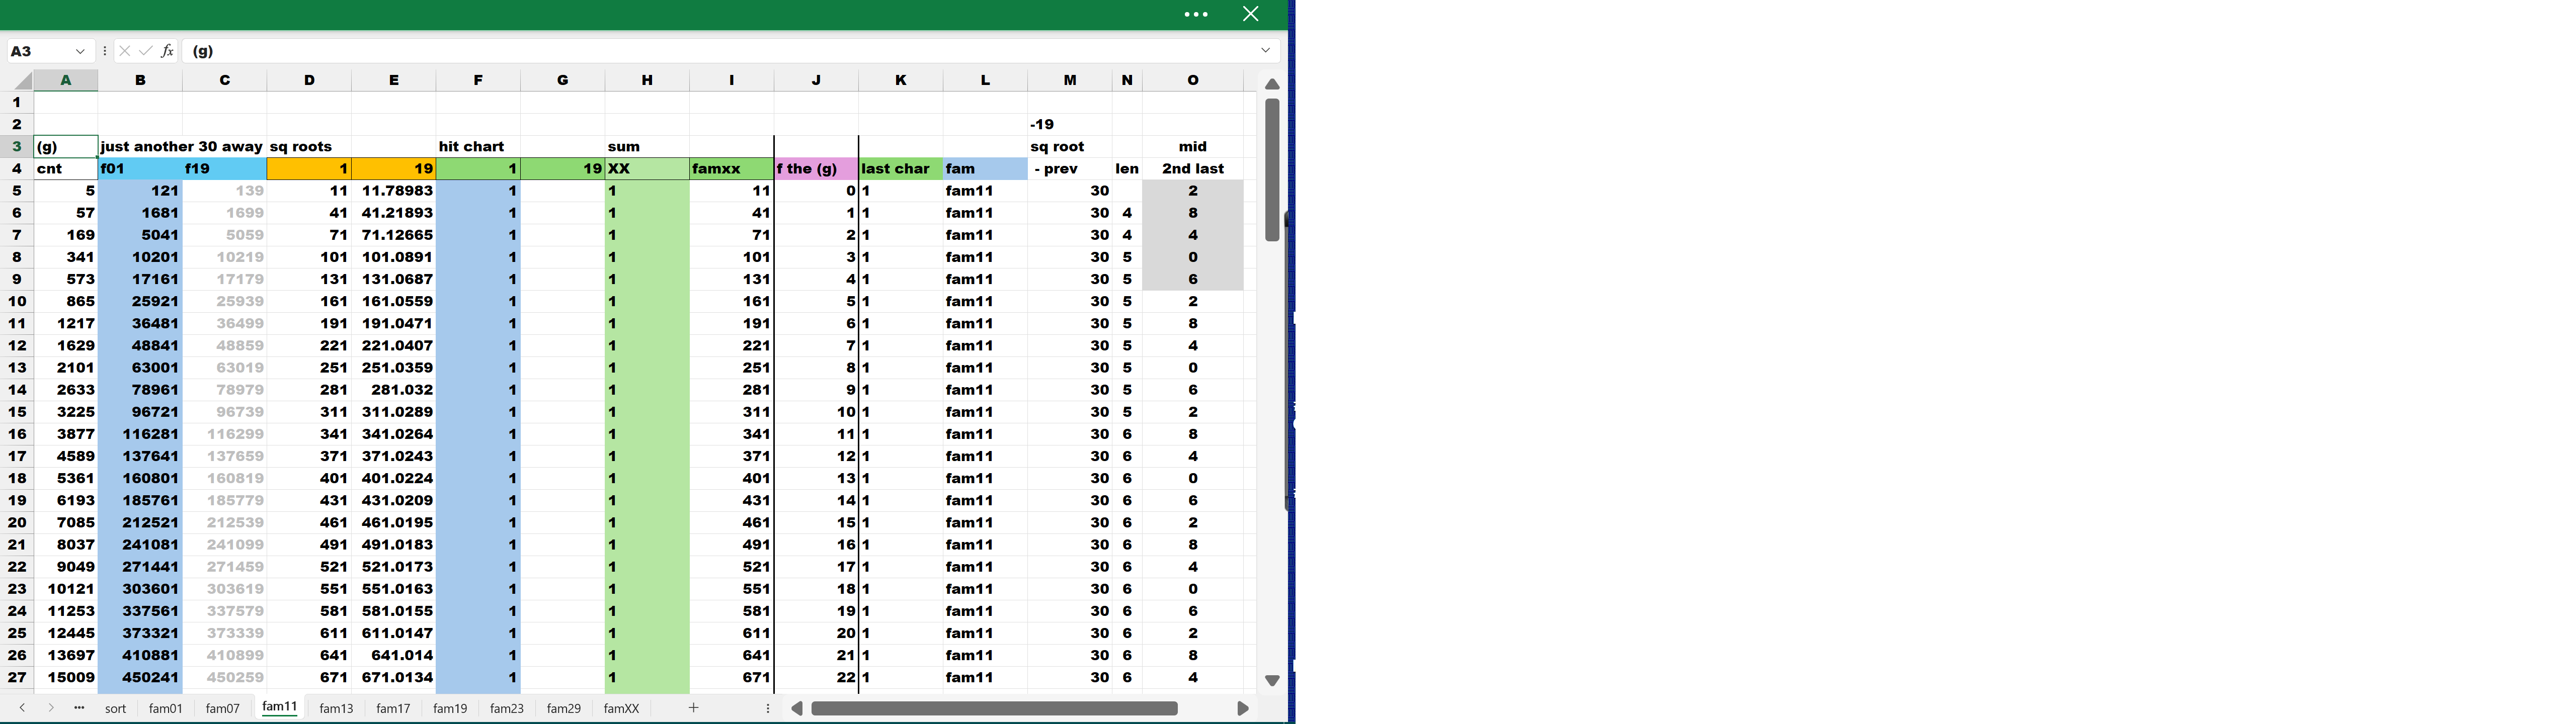 A3 fx (g)
A B C D E F G H I J K L M N O
1
2 -19
3 (g) just another 30 away sq roots hit chart sum sq root mid
4 cnt f01 f19 1 19 1 19 XX famxx f the (g) last char fam - prev len 2nd last
5 5 121 139 11 11.78983 1 1 11 0 1 fam11 30 2
6 57 1681 1699 41 41.21893 1 1 41 1 1 fam11 30 4 8
7 169 5041 5059 71 71.12665 1 1 71 2 1 fam11 30 4 4
8 341 10201 10219 101 101.0891 1 1 101 3 1 fam11 30 5 0
9 573 17161 17179 131 131.0687 1 1 131 4 1 fam11 30 5 6
10 865 25921 25939 161 161.0559 1 1 161 5 1 fam11 30 5 2
11 1217 36481 36499 191 191.0471 1 1 191 6 1 fam11 30 5 8
12 1629 48841 48859 221 221.0407 1 1 221 7 1 fam11 30 5 4
13 2101 63001 63019 251 251.0359 1 1 251 8 1 fam11 30 5 0
14 2633 78961 78979 281 281.032 1 1 281 9 1 fam11 30 5 6
15 3225 96721 96739 311 311.0289 1 1 311 10 1 fam11 30 5 2
16 3877 116281 116299 341 341.0264 1 1 341 11 1 fam11 30 6 8
17 4589 137641 137659 371 371.0243 1 1 371 12 1 fam11 30 6 4
18 5361 160801 160819 401 401.0224 1 1 401 13 1 fam11 30 6 0
19 6193 185761 185779 431 431.0209 1 1 431 14 1 fam11 30 6 6
20 7085 212521 212539 461 461.0195 1 1 461 15 1 fam11 30 6 2
21 8037 241081 241099 491 491.0183 1 1 491 16 1 fam11 30 6 8
22 9049 271441 271459 521 521.0173 1 1 521 17 1 fam11 30 6 4
23 10121 303601 303619 551 551.0163 1 1 551 18 1 fam11 30 6 0
24 11253 337561 337579 581 581.0155 1 1 581 19 1 fam11 30 6 6
25 12445 373321 373339 611 611.0147 1 1 611 20 1 fam11 30 6 2
26 13697 410881 410899 641 641.014 1 1 641 21 1 fam11 30 6 8
27 15009 450241 450259 671 671.0134 1 1 671 22 1 fam11 30 6 4
sort fam01 fam07 fam11 fam13 fam17 fam19 fam23 fam29 famXX